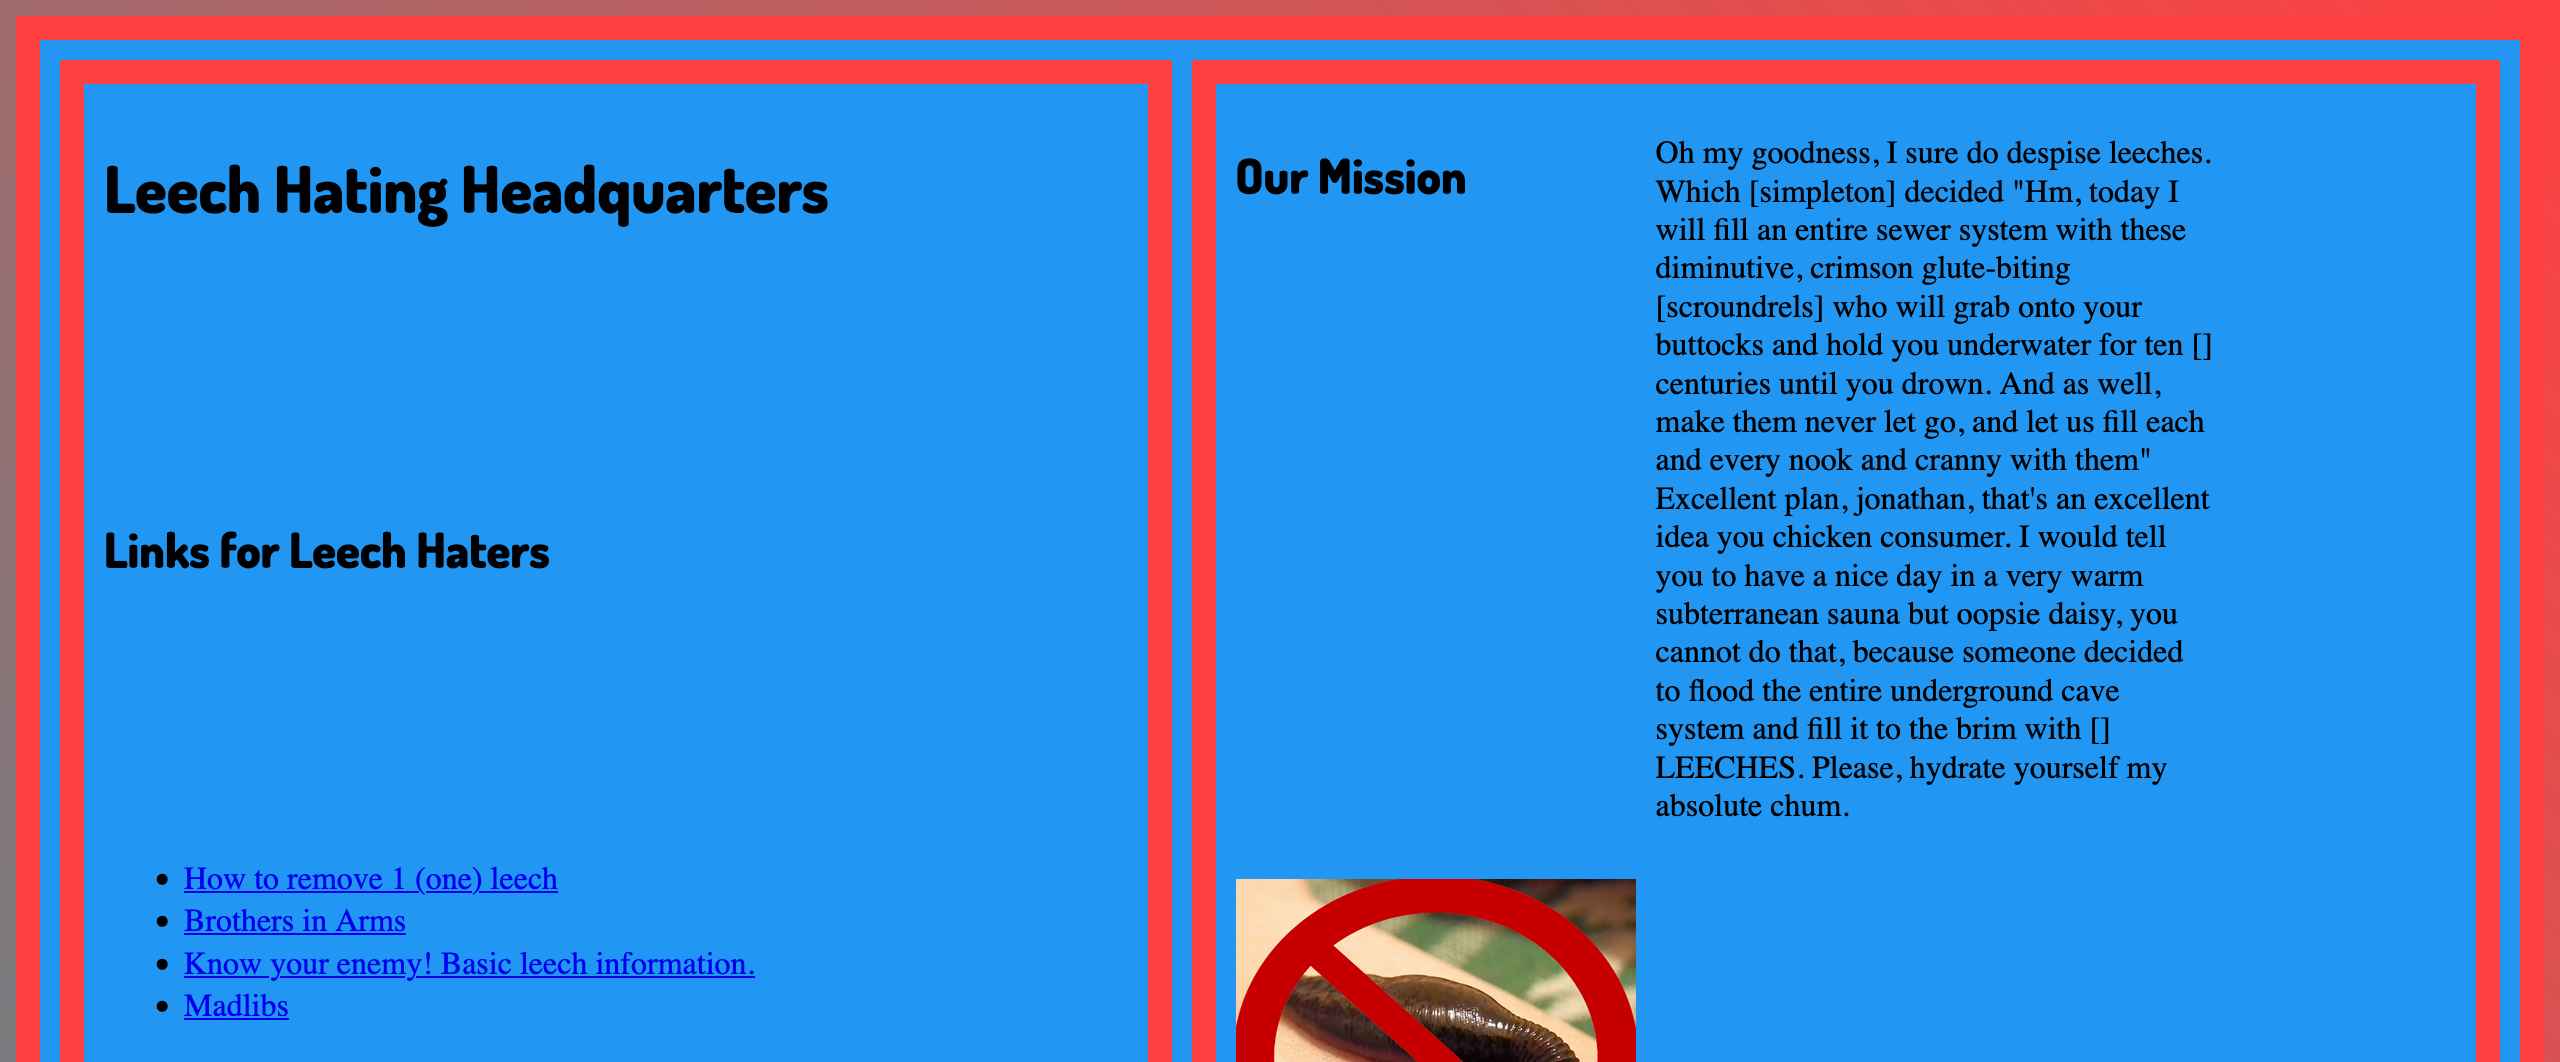 Leech Hating Headquarters
Links for Leech Haters
How to remove 1 (one) leech
Brothers in Arms
Know your enemy! Basic leech information.
Madlibs
Our Mission
Oh my goodness, I sure do despise leeches.
Which [simpleton] decided "Hm, today I
will fill an entire sewer system with these
diminutive, crimson glute-biting
[scroundrels] who will grab onto your
buttocks and hold you underwater for ten []
centuries until you drown. And as well,
make them never let go, and let us fill each
and every nook and cranny with them"
Excellent plan, jonathan, that's an excellent
idea you chicken consumer. I would tell
you to have a nice day in a very warm
subterranean sauna but oopsie daisy, you
cannot do that, because someone decided
to flood the entire underground cave
system and fill it to the brim with []
LEECHES. Please, hydrate yourself my
absolute chum.